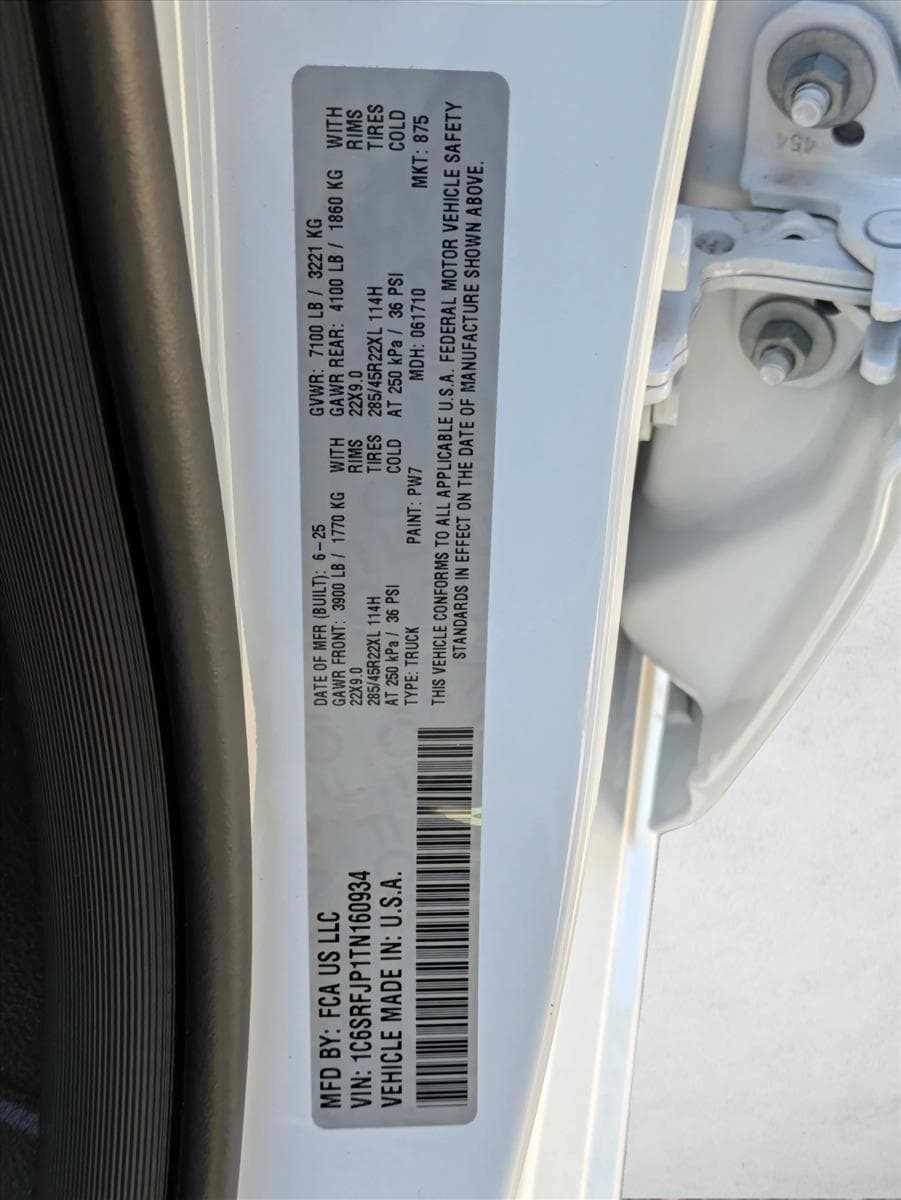 MFD BY: FCA US LLC
VIN: 1C6SRFJP1TN160934
VEHICLE MADE IN: U.S.A.
DATE OF MFR (BUILT): 6-25 GVWR: 7100 LB / 3221 KG
GAWR FRONT: 3900 LB / 1770 KG WITH GAWR REAR: 4100 LB / 1860 KG WITH
22X9.0 RIMS 22X9.0 RIMS
285/45R22XL 114H TIRES 285/45R22XL 114H TIRES
AT 250 kPa / 36 PSI COLD AT 250 kPa / 36 PSI COLD
TYPE: TRUCK PAINT: PW7 MDH: 061710 MKT: 875
THIS VEHICLE CONFORMS TO ALL APPLICABLE U.S.A. FEDERAL MOTOR VEHICLE SAFETY
STANDARDS IN EFFECT ON THE DATE OF MANUFACTURE SHOWN ABOVE.
454